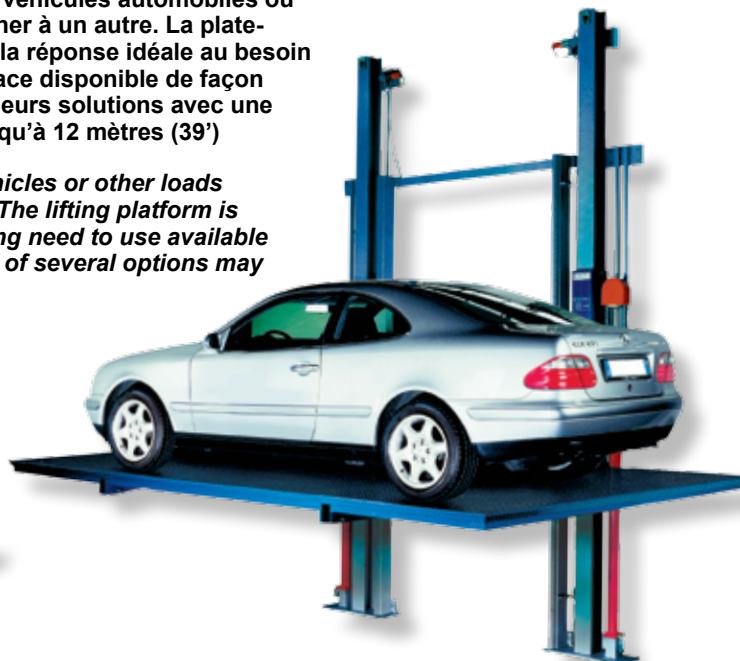 véhicules automobiles ou
ner à un autre. La plate-
la réponse idéale au besoin
ace disponible de façon
eurs solutions avec une
qu'à 12 mètres (39')
hicles or other loads
The lifting platform is
ng need to use available
of several options may